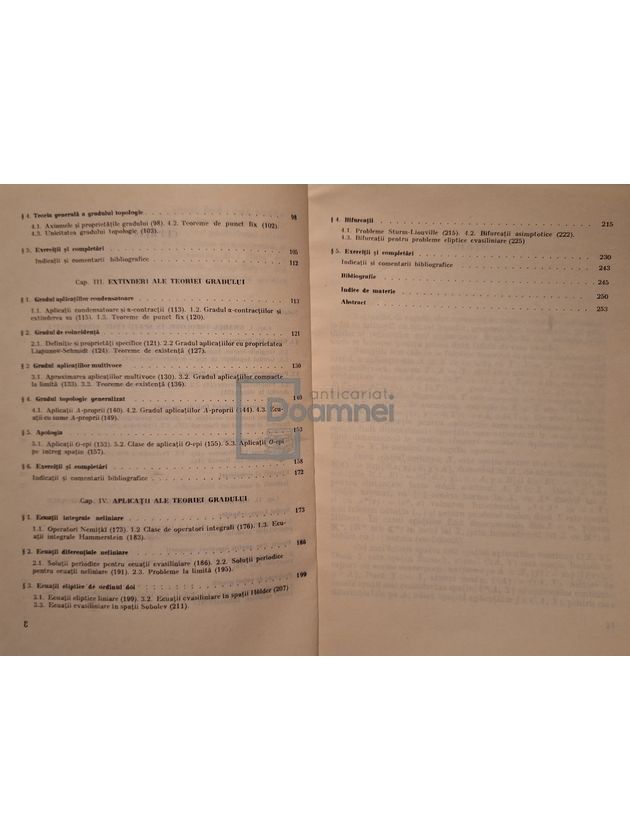 § 4. Teoria generală a gradului topologic . . . 98
4.1. Axiomele și proprietățile gradului (98). 4.2. Teoreme de punct fix (102).
4.3. Unicitatea gradului topologic (103).
§ 5. Exerciții și completări . . . 105
Indicații și comentarii bibliografice . . . 112
Cap. III. EXTINDERI ALE TEORIEI GRADULUI
§ 1. Gradul aplicațiilor condensatoare . . . 113
1.1. Aplicații condensatoare și α-contracții (113). 1.2. Gradul α-contracțiilor și
extinderea sa (115). 1.3. Teoreme de punct fix (120).
§ 2 Gradul de coincidență . . . 121
2.1. Definiție și proprietăți specifice (121). 2.2 Gradul aplicațiilor cu proprietatea
Liapunov-Schmidt (124). Teoreme de existență (127).
§ 2 Gradul aplicațiilor multivoce . . . 130
3.1. Aproximarea aplicațiilor multivoce (130). 3.2. Gradul aplicațiilor compacte
la limită (133). 3.2. Teoreme de existență (136).
§ 4. Gradul topologic generalizat . . . 140
4.1. Aplicații A-proprii (140). 4.2. Gradul aplicațiilor A-proprii (144). 4.3. Ecua
ții cu sume A-proprii (149).
§ 5. Apologia . . . 153
5.1. Aplicații O-epi (153). 5.2. Clase de aplicații O-epi (155). 5.3. Aplicații O-epi
pe întreg spațiu (157).
§ 6. Exerciții și completări . . . 158
Indicații și comentarii bibliografice . . . 172
Cap. IV. APLICAȚII ALE TEORIEI GRADULUI
§ 1. Ecuații integrale neliniare . . . 173
1.1. Operatori Nemițki (173). 1.2 Clase de operatori integrali (176). 1.3. Ecu
ații integrale Hammerstein (183).
§ 2. Ecuații diferențiale neliniare . . . 186
2.1. Soluții periodice pentru ecuații cvasiliniare (186). 2.2. Soluții periodice
pentru ecuații neliniare (191). 2.3. Probleme la limită (195).
§ 3. Ecuații eliptice de ordinul doi . . . 199
3.1. Ecuații eliptice liniare (199). 3.2. Ecuații cvasiliniare în spații Hölder (207)
3.3. Ecuații cvasiliniare în spații Sobolev (211).
§ 4. Bifurcații . . . 215
4.1. Probleme Sturm-Liouville (215). 4.2. Bifurcații asimptotice (222).
4.3. Bifurcații pentru probleme eliptice cvasiliniare (225)
§ 5. Exerciții și completări . . . 230
Indicații și comentarii bibliografice . . . 243
Bibliografie . . . 245
Indice de materie . . . 250
Abstract . . . 253
anticariat
Doamnei